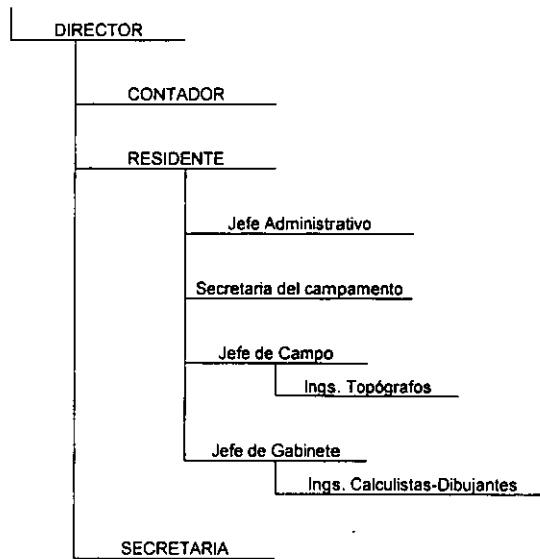 DIRECTOR
CONTADOR
RESIDENTE
Jefe Administrativo
Secretaria del campamento
Jefe de Campo
Ings. Topógrafos
Jefe de Gabinete
Ings. Calculistas-Dibujantes
SECRETARIA